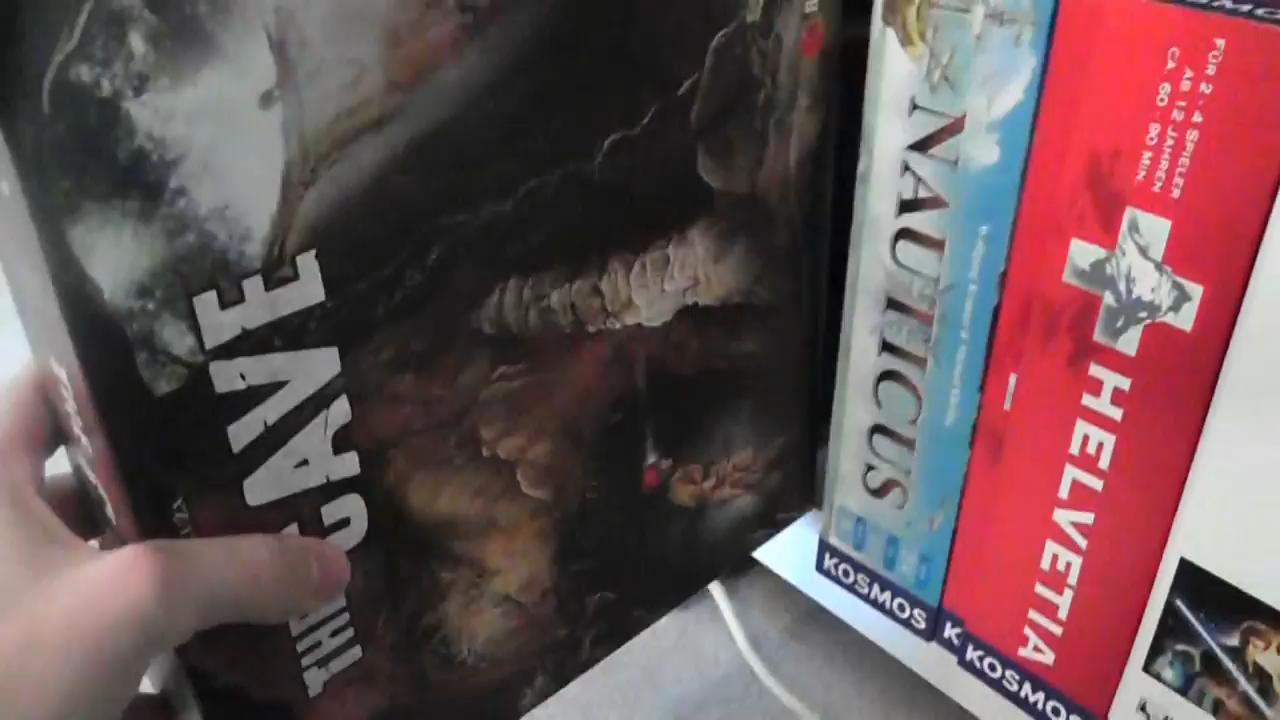 THE CAVE
NAUTICUS
KOSMOS
FÜR 2 - 4 SPIELER
AB 12 JAHREN
CA. 60 - 90 MIN.
HELVETIA
K
KOSMOS